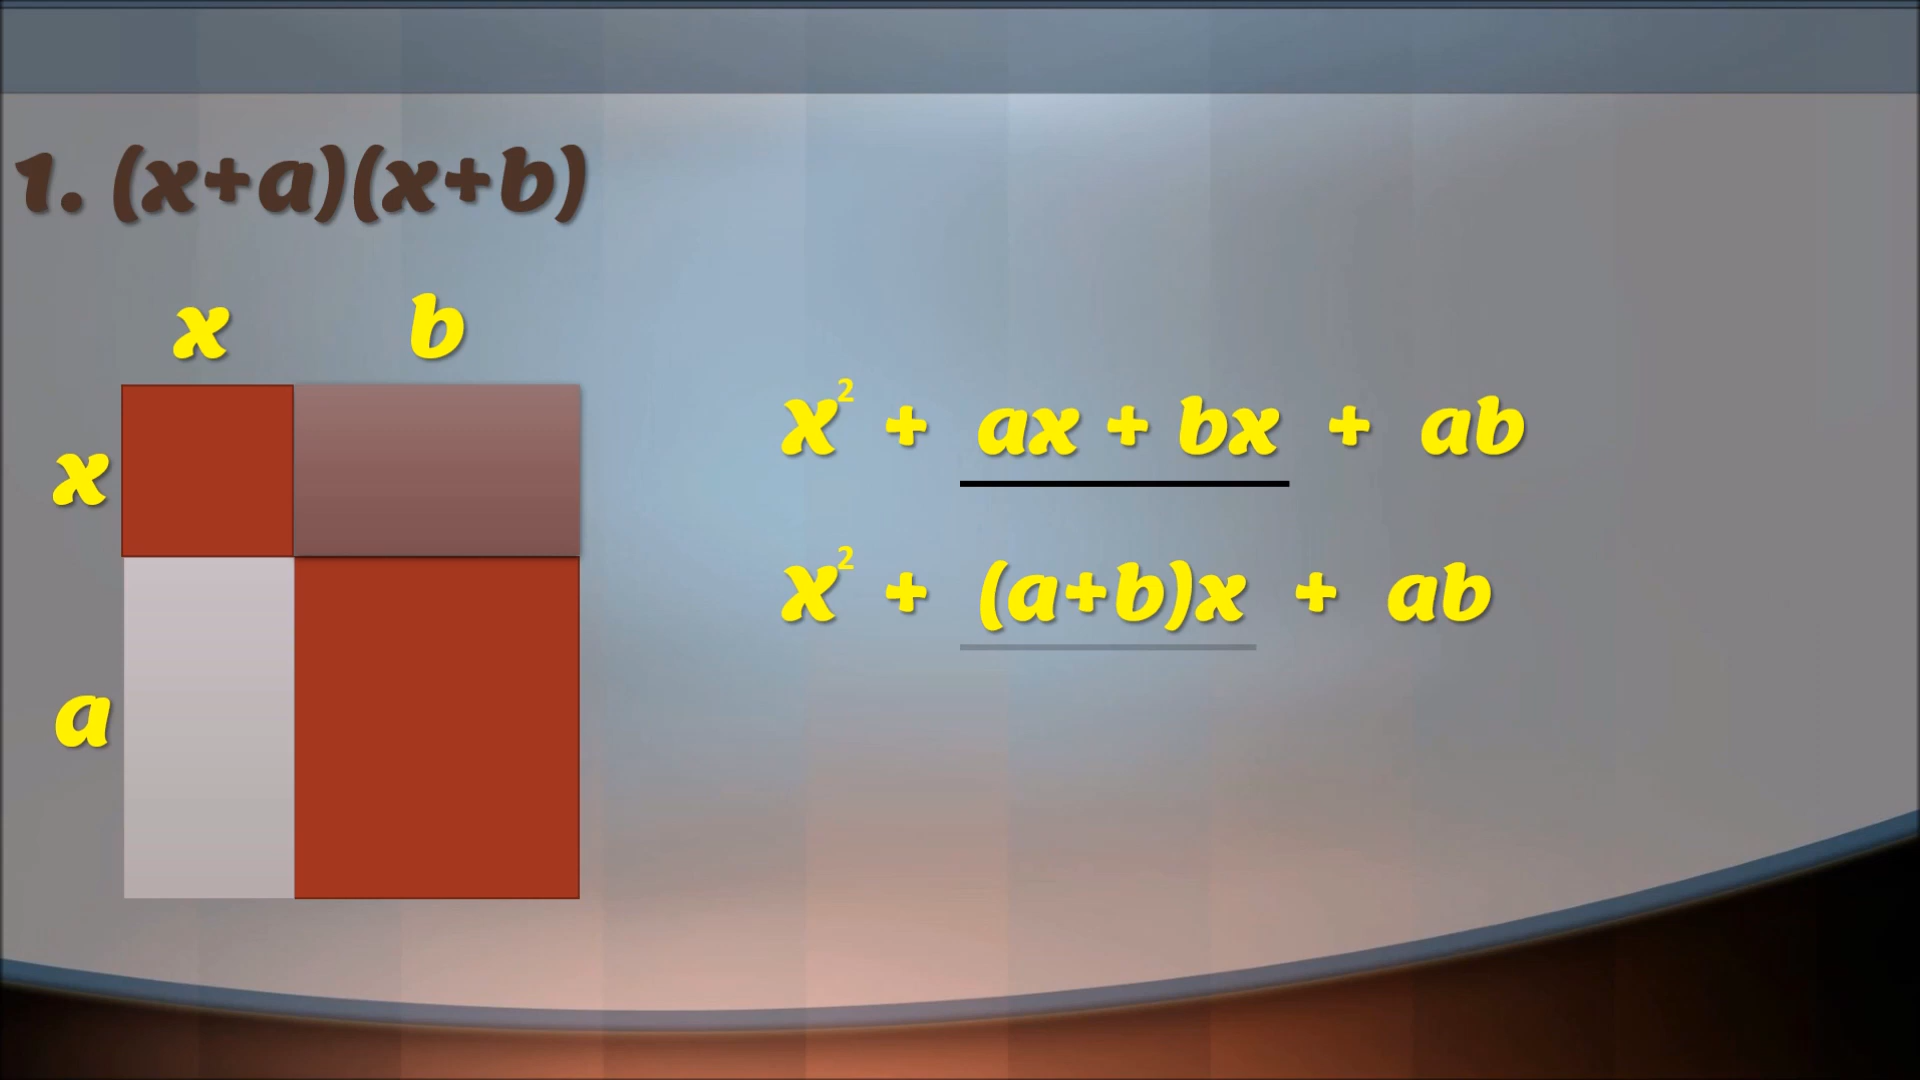 1. (x+a)(x+b)
x b
x
a
x² + ax + bx + ab
x² + (a+b)x + ab